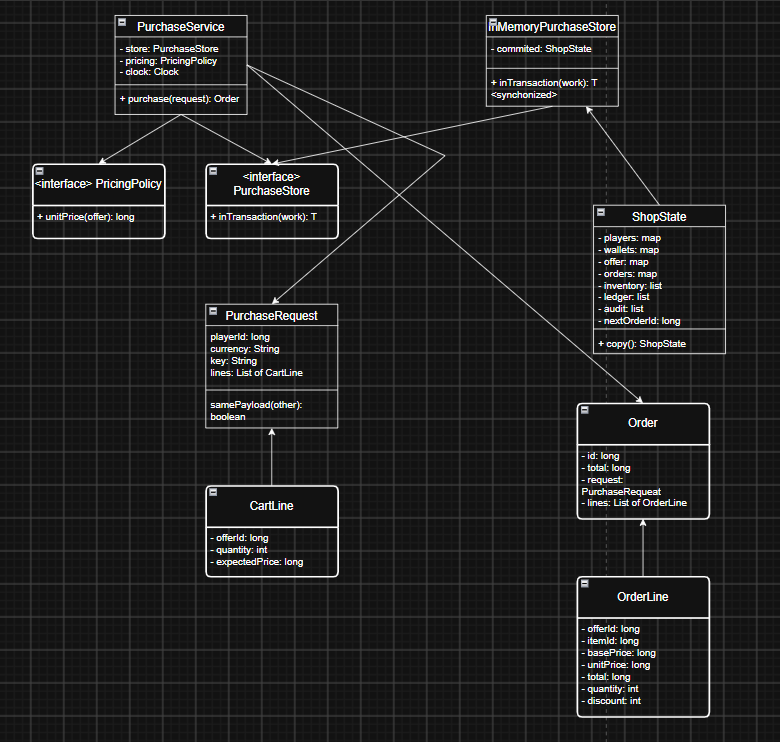 PurchaseService
- store: PurchaseStore
- pricing: PricingPolicy
- clock: Clock
+ purchase(request): Order
InMemoryPurchaseStore
- commited: ShopState
+ inTransaction(work): T
<synchonized>
<interface> PricingPolicy
+ unitPrice(offer): long
<interface>
PurchaseStore
+ inTransaction(work): T
ShopState
- players: map
- wallets: map
- offer: map
- orders: map
- inventory: list
- ledger: list
- audit: list
- nextOrderId: long
+ copy(): ShopState
PurchaseRequest
playerId: long
currency: String
key: String
lines: List of CartLine
samePayload(other):
boolean
Order
- id: long
- total: long
- request:
PurchaseRequeat
- lines: List of OrderLine
CartLine
- offerId: long
- quantity: int
- expectedPrice: long
OrderLine
- offerId: long
- itemId: long
- basePrice: long
- unitPrice: long
- total: long
- quantity: int
- discount: int